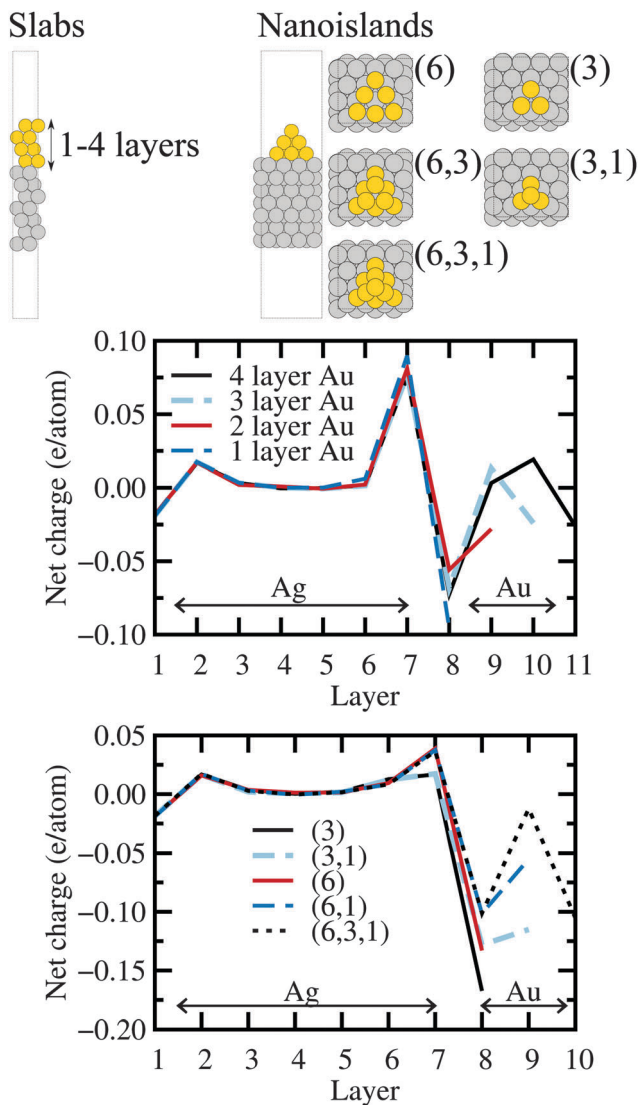 Slabs Nanoislands
(6) (3)
1-4 layers
(6,3) (3,1)
(6,3,1)
0.10
4 layer Au
0.05
3 layer Au
2 layer Au
1 layer Au
0.00
Net charge (e/atom)
−0.05
Ag Au
−0.10
1 2 3 4 5 6 7 8 9 10 11
Layer
0.05
0.00
Net charge (e/atom)
(3)
−0.05
(3,1)
(6)
−0.10
(6,1)
(6,3,1)
−0.15
Ag Au
−0.20
1 2 3 4 5 6 7 8 9 10
Layer